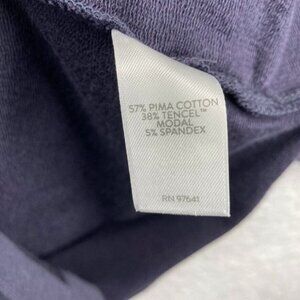 57% PIMA COTTON
38% TENCEL™
MODAL
5% SPANDEX
RN 97641